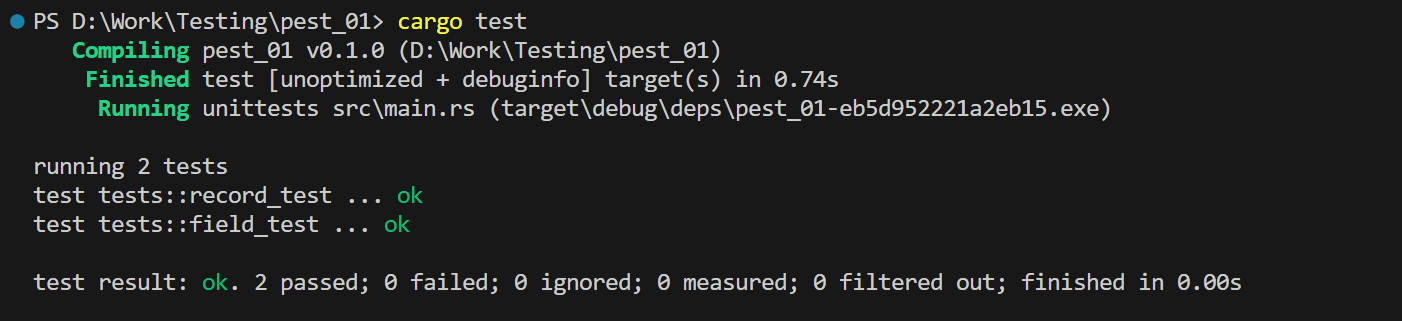 PS D:\Work\Testing\pest_01> cargo test
Compiling pest_01 v0.1.0 (D:\Work\Testing\pest_01)
Finished test [unoptimized + debuginfo] target(s) in 0.74s
Running unittests src\main.rs (target\debug\deps\pest_01-eb5d952221a2eb15.exe)
running 2 tests
test tests::record_test ... ok
test tests::field_test ... ok
test result: ok. 2 passed; 0 failed; 0 ignored; 0 measured; 0 filtered out; finished in 0.00s